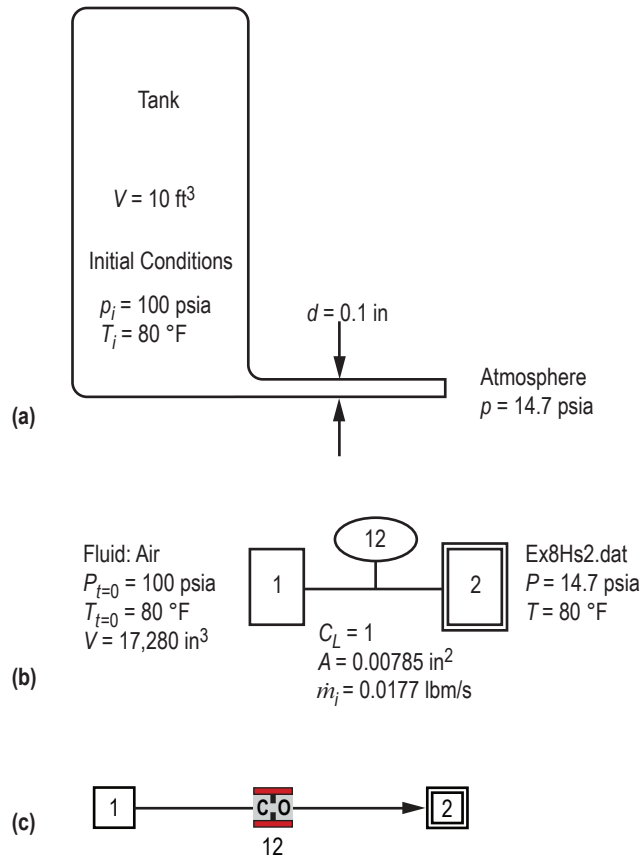 Tank
V = 10 ft³
Initial Conditions
pᵢ = 100 psia
Tᵢ = 80 °F
d = 0.1 in
Atmosphere
p = 14.7 psia
(a)
Fluid: Air
Pₜ₌₀ = 100 psia
Tₜ₌₀ = 80 °F
V = 17,280 in³
1
12
2
C_L = 1
A = 0.00785 in²
ṁᵢ = 0.0177 lbm/s
Ex8Hs2.dat
P = 14.7 psia
T = 80 °F
(b)
1
C O
12
2
(c)